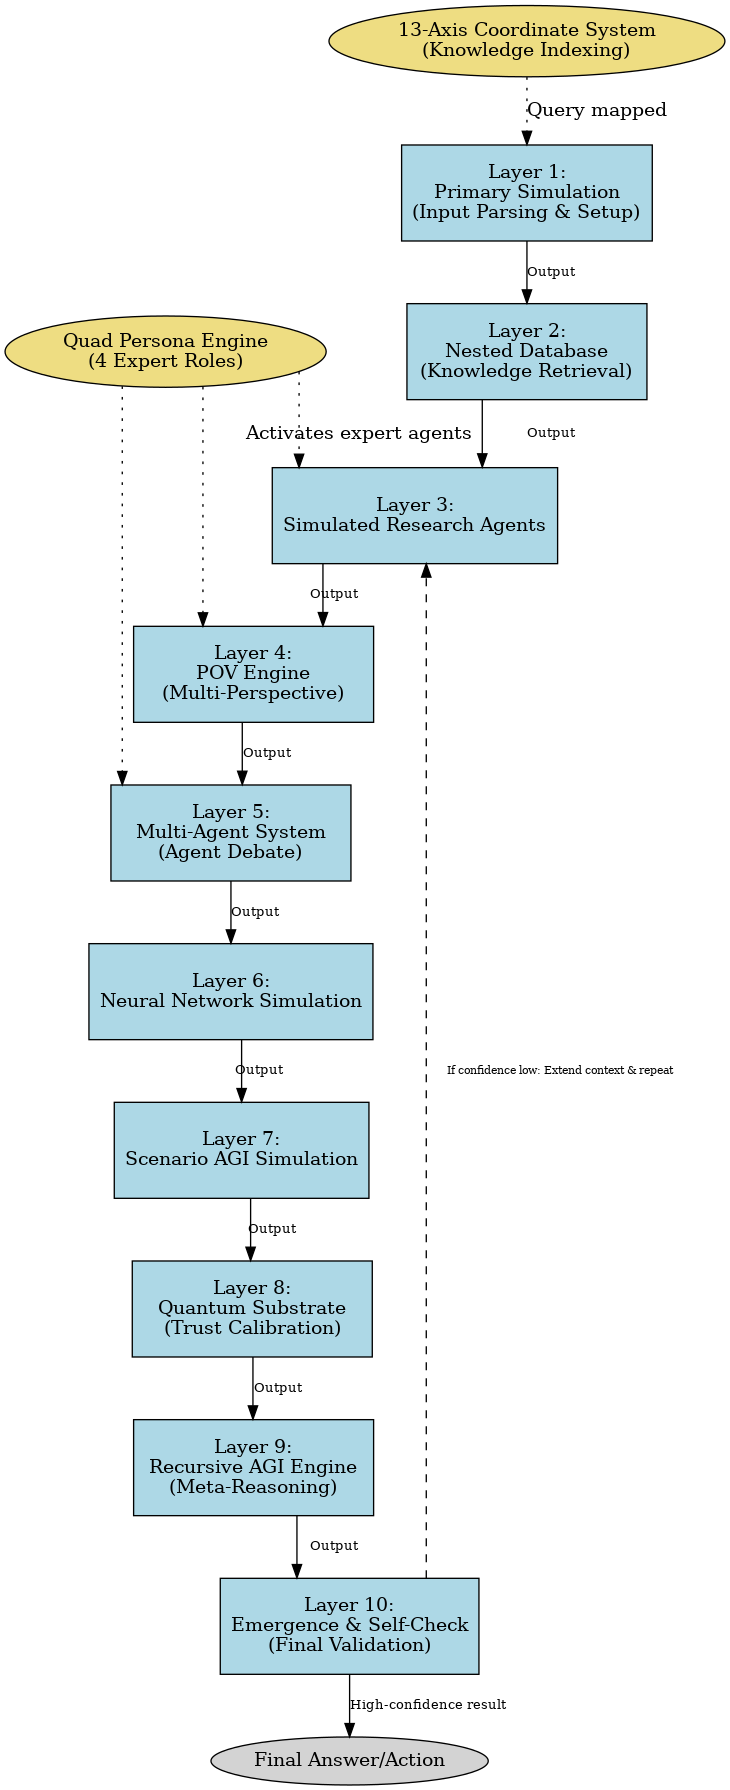 13-Axis Coordinate System
(Knowledge Indexing)
Query mapped
Layer 1:
Primary Simulation
(Input Parsing & Setup)
Output
Layer 2:
Nested Database
(Knowledge Retrieval)
Quad Persona Engine
(4 Expert Roles)
Activates expert agents
Output
Layer 3:
Simulated Research Agents
Output
Layer 4:
POV Engine
(Multi-Perspective)
Output
Layer 5:
Multi-Agent System
(Agent Debate)
Output
Layer 6:
Neural Network Simulation
Output
If confidence low: Extend context & repeat
Layer 7:
Scenario AGI Simulation
Output
Layer 8:
Quantum Substrate
(Trust Calibration)
Output
Layer 9:
Recursive AGI Engine
(Meta-Reasoning)
Output
Layer 10:
Emergence & Self-Check
(Final Validation)
High-confidence result
Final Answer/Action